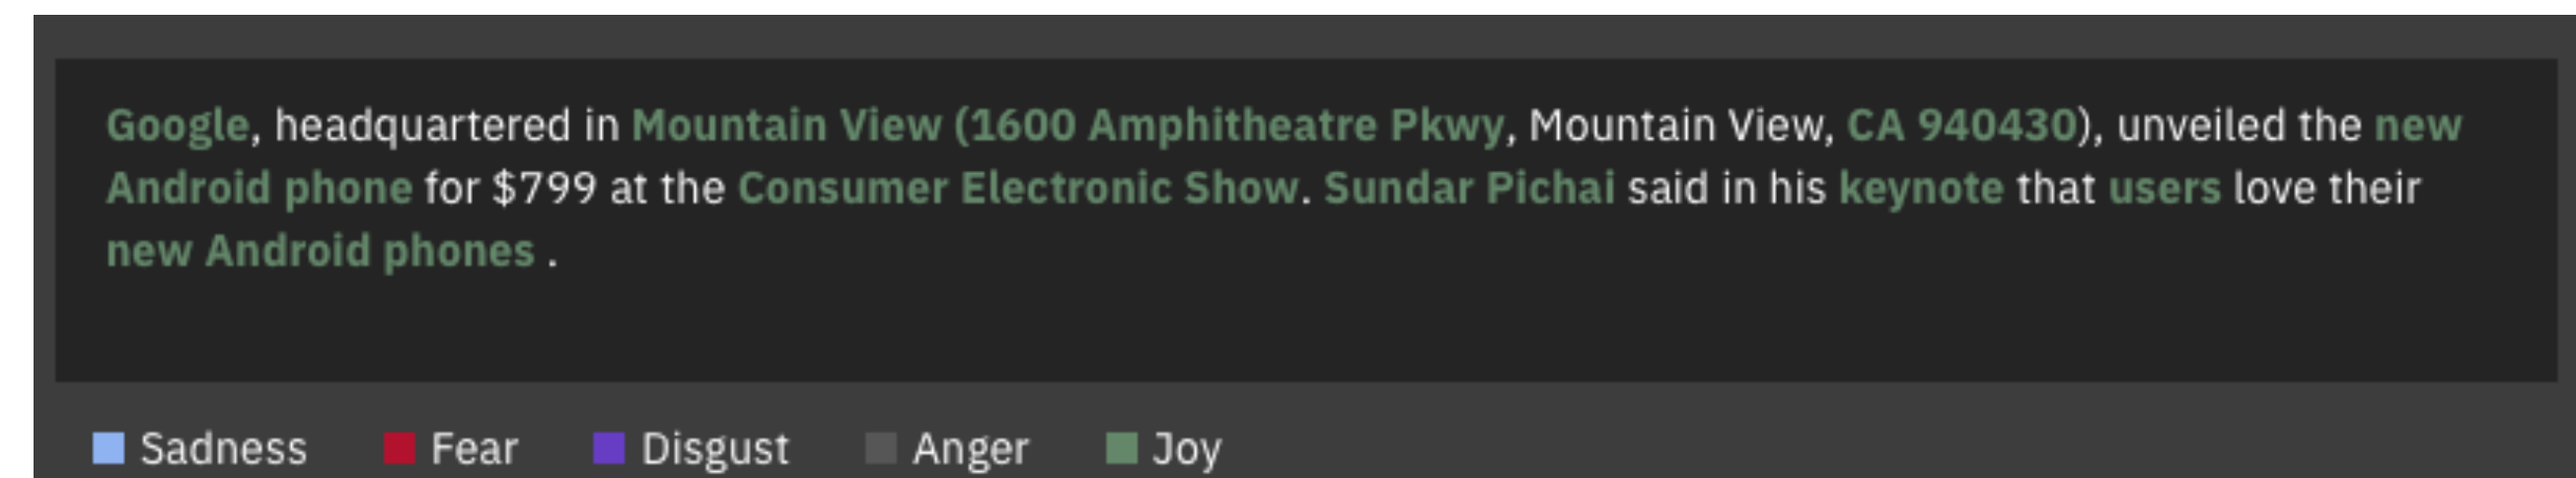 Google, headquartered in Mountain View (1600 Amphitheatre Pkwy, Mountain View, CA 940430), unveiled the new
Android phone for $799 at the Consumer Electronic Show. Sundar Pichai said in his keynote that users love their
new Android phones .
Sadness Fear Disgust Anger Joy